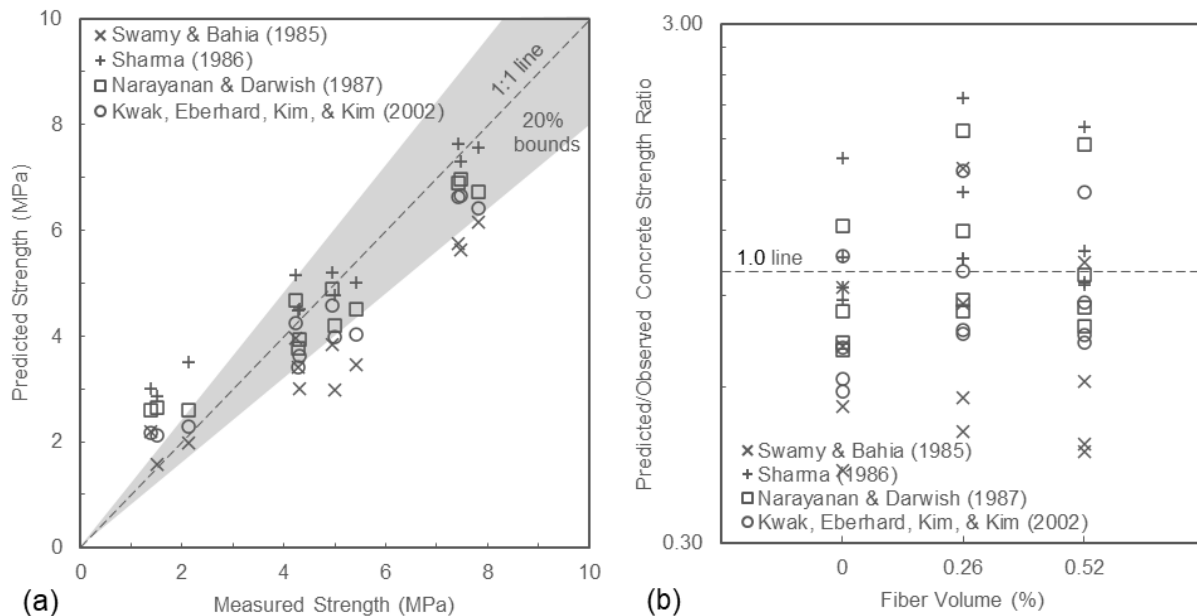 10
8
6
4
2
0
Predicted Strength (MPa)
Swamy & Bahia (1985)
Sharma (1986)
Narayanan & Darwish (1987)
Kwak, Eberhard, Kim, & Kim (2002)
1:1 line
20%
bounds
0 2 4 6 8 10
(a) Measured Strength (MPa)
3.00
0.30
Predicted/Observed Concrete Strength Ratio
1.0 line
Swamy & Bahia (1985)
Sharma (1986)
Narayanan & Darwish (1987)
Kwak, Eberhard, Kim, & Kim (2002)
0 0.26 0.52
(b) Fiber Volume (%)